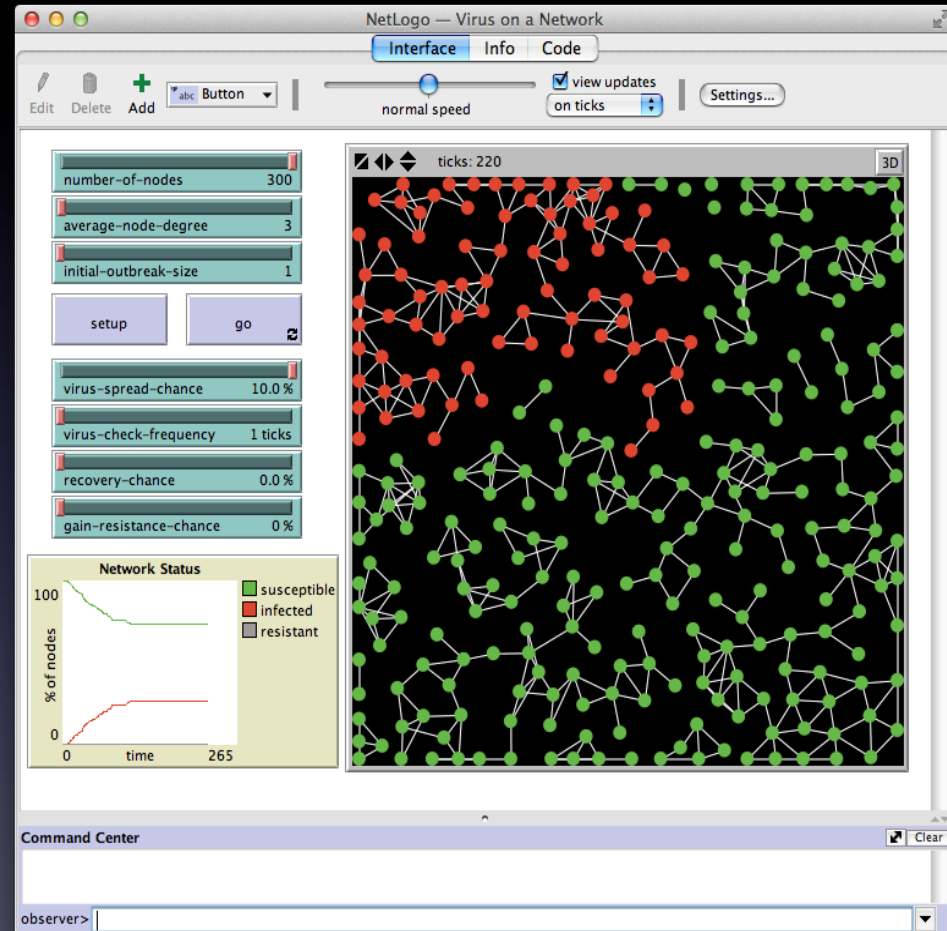 NetLogo — Virus on a Network
Interface Info Code
Edit Delete Add
abc Button
normal speed
view updates
on ticks
Settings...
number-of-nodes 300
average-node-degree 3
initial-outbreak-size 1
setup go
virus-spread-chance 10.0 %
virus-check-frequency 1 ticks
recovery-chance 0.0 %
gain-resistance-chance 0 %
Network Status
100
% of nodes
0
0 time 265
susceptible
infected
resistant
ticks: 220
3D
Command Center
Clear
observer>